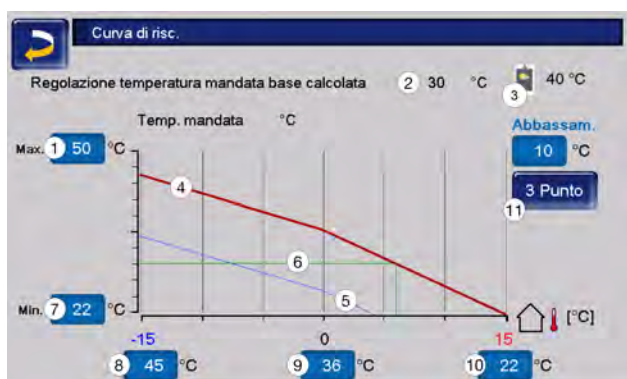 Curva di risc.
Regolazione temperatura mandata base calcolata 2 30 °C 3 40 °C
Temp. mandata °C
Abbassam.
Max. 1 50 °C
10 °C
4
3 Punto
11
6
5
Min. 7 22 °C
[°C]
-15 0 15
8 45 °C 9 36 °C 10 22 °C